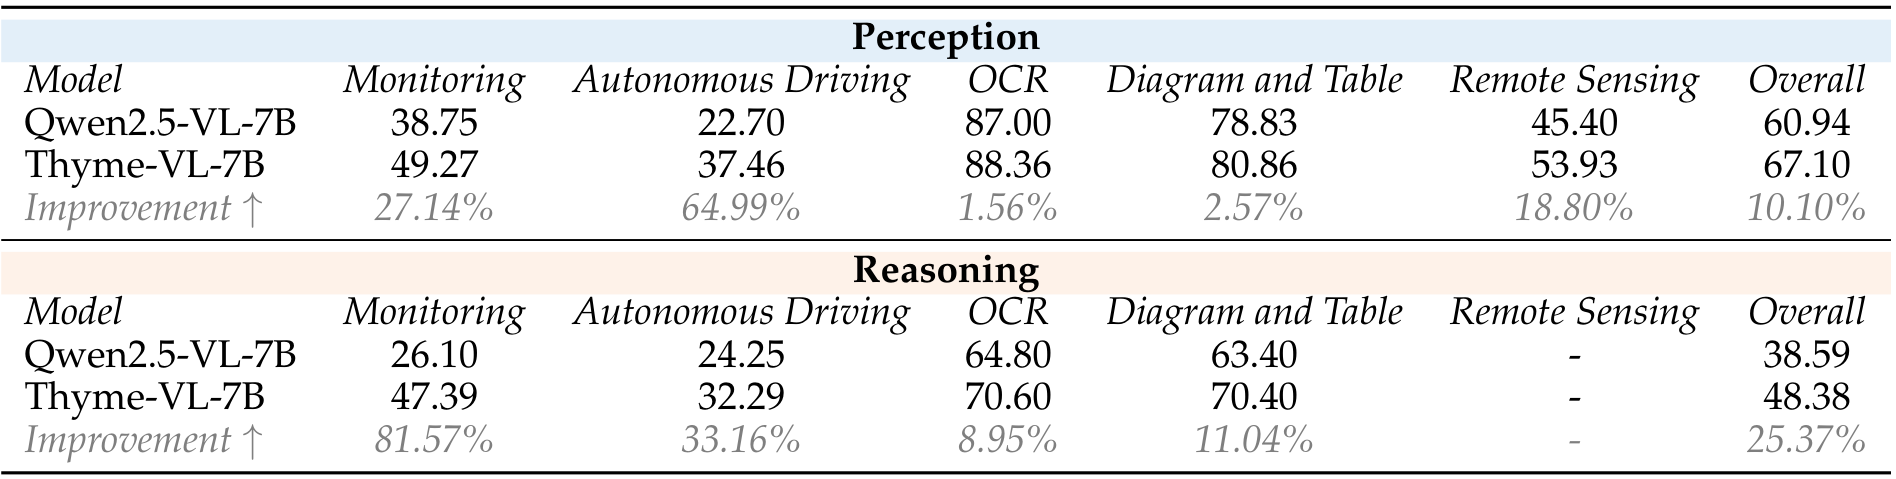 Perception
Model Monitoring Autonomous Driving OCR Diagram and Table Remote Sensing Overall
Qwen2.5-VL-7B 38.75 22.70 87.00 78.83 45.40 60.94
Thyme-VL-7B 49.27 37.46 88.36 80.86 53.93 67.10
Improvement ↑ 27.14% 64.99% 1.56% 2.57% 18.80% 10.10%
Reasoning
Model Monitoring Autonomous Driving OCR Diagram and Table Remote Sensing Overall
Qwen2.5-VL-7B 26.10 24.25 64.80 63.40 - 38.59
Thyme-VL-7B 47.39 32.29 70.60 70.40 - 48.38
Improvement ↑ 81.57% 33.16% 8.95% 11.04% - 25.37%